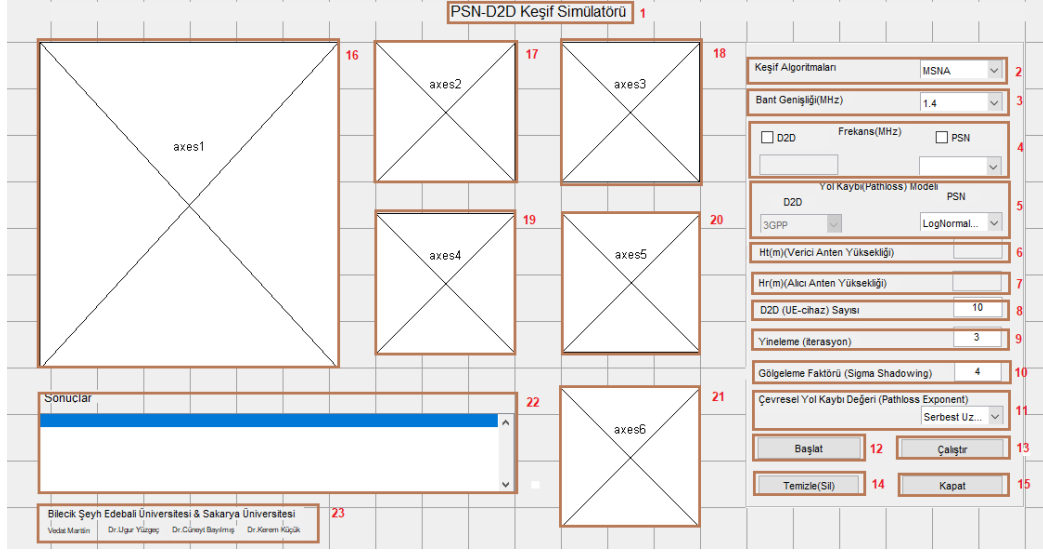 PSN-D2D Keşif Simülatörü 1
16
axes1
17
axes2
18
axes3
19
axes4
20
axes5
21
axes6
Keşif Algoritmaları MSNA 2
Bant Genişliği(MHz) 1.4 3
D2D Frekans(MHz) PSN 4
Yol Kaybı(Pathloss) Modeli
D2D PSN 5
3GPP LogNormal...
Ht(m)(Verici Anten Yüksekliği) 6
Hr(m)(Alıcı Anten Yüksekliği) 7
D2D (UE-cihaz) Sayısı 10 8
Yineleme (iterasyon) 3 9
Gölgeleme Faktörü (Sigma Shadowing) 4 10
Çevresel Yol Kaybı Değeri (Pathloss Exponent) 11
Serbest Uz...
Başlat 12 Çalıştır 13
Temizle(Sil) 14 Kapat 15
Sonuçlar 22
Bilecik Şeyh Edebali Üniversitesi & Sakarya Üniversitesi 23
Vedat Marttin Dr.Ugur Yüzgeç Dr.Cüneyt Bayılmış Dr.Kerem Küçük